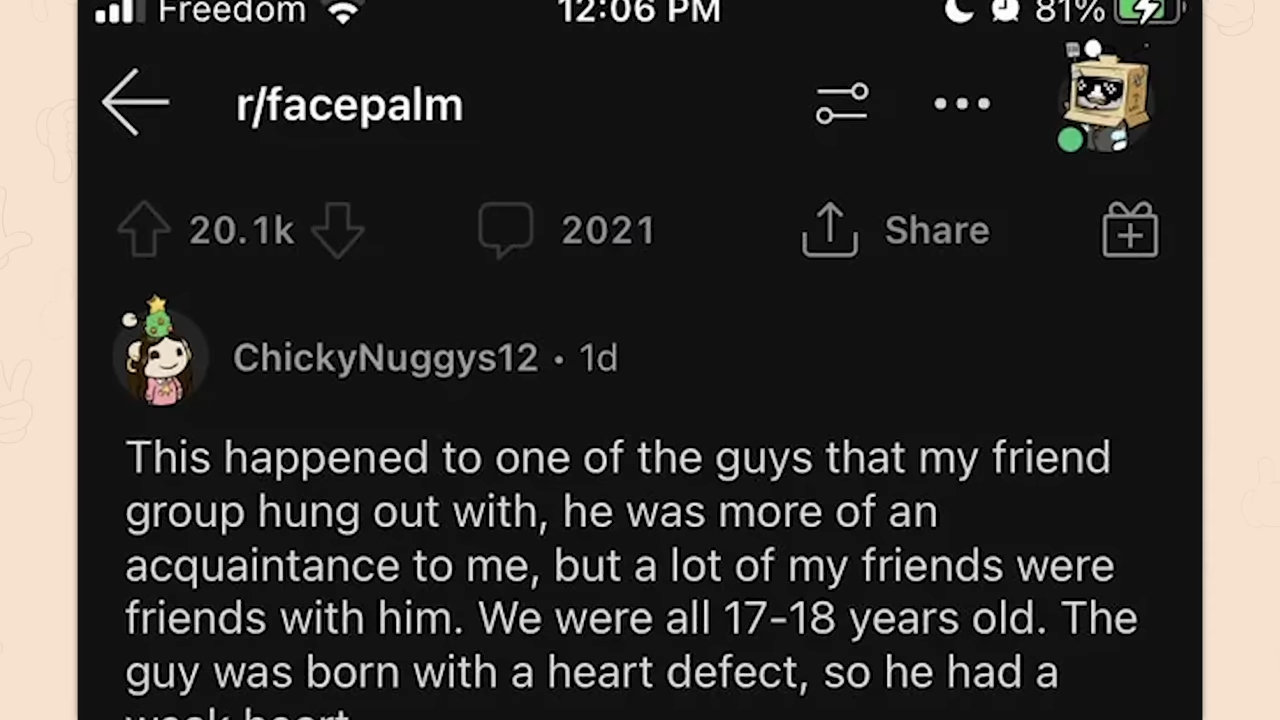 Freedom 12:06 PM 81%
r/facepalm
20.1k 2021 Share
ChickyNuggys12 • 1d
This happened to one of the guys that my friend
group hung out with, he was more of an
acquaintance to me, but a lot of my friends were
friends with him. We were all 17-18 years old. The
guy was born with a heart defect, so he had a
weak heart